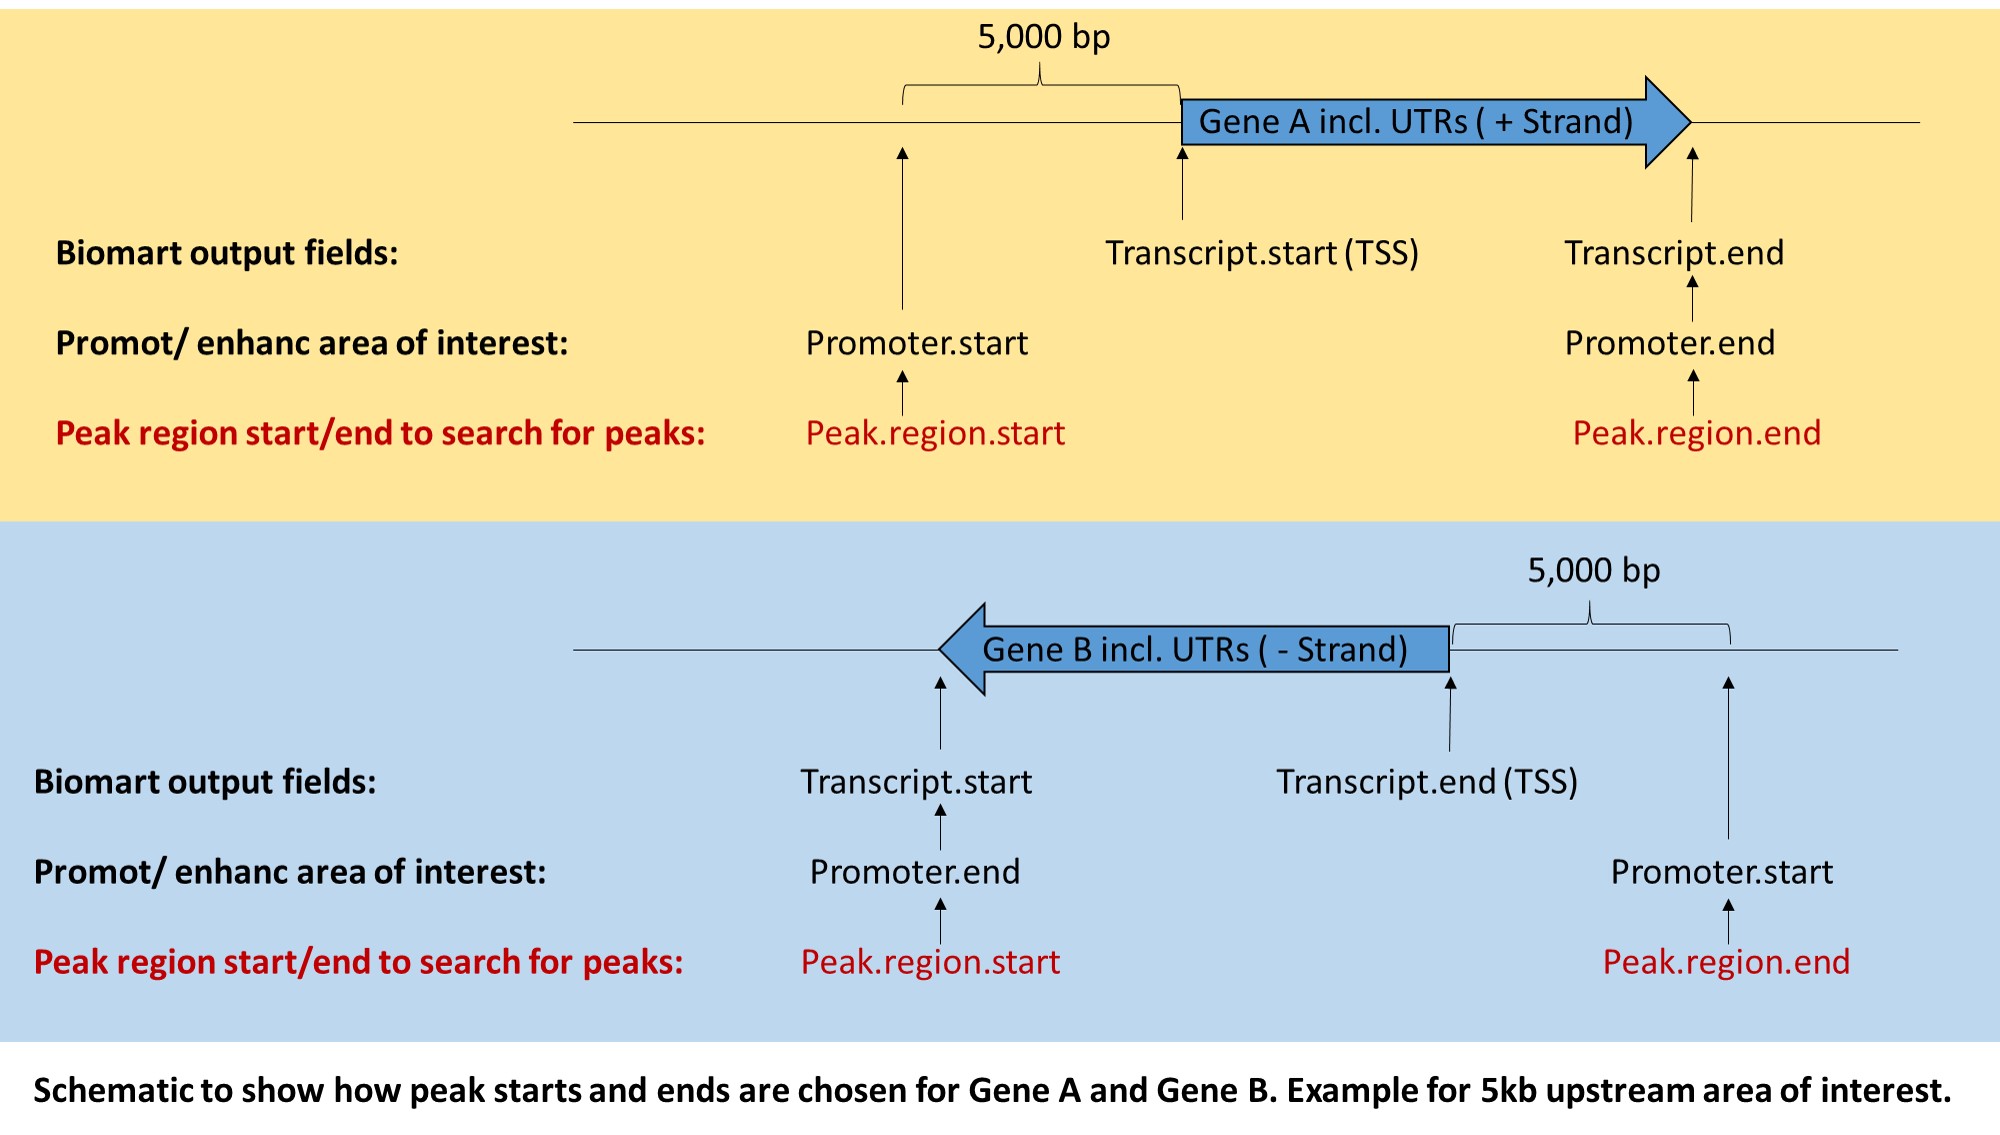 5,000 bp
Gene A incl. UTRs ( + Strand)
Biomart output fields: Transcript.start (TSS) Transcript.end
Promot/ enhanc area of interest: Promoter.start Promoter.end
Peak region start/end to search for peaks: Peak.region.start Peak.region.end
5,000 bp
Gene B incl. UTRs ( - Strand)
Biomart output fields: Transcript.start Transcript.end (TSS)
Promot/ enhanc area of interest: Promoter.end Promoter.start
Peak region start/end to search for peaks: Peak.region.start Peak.region.end
Schematic to show how peak starts and ends are chosen for Gene A and Gene B. Example for 5kb upstream area of interest.